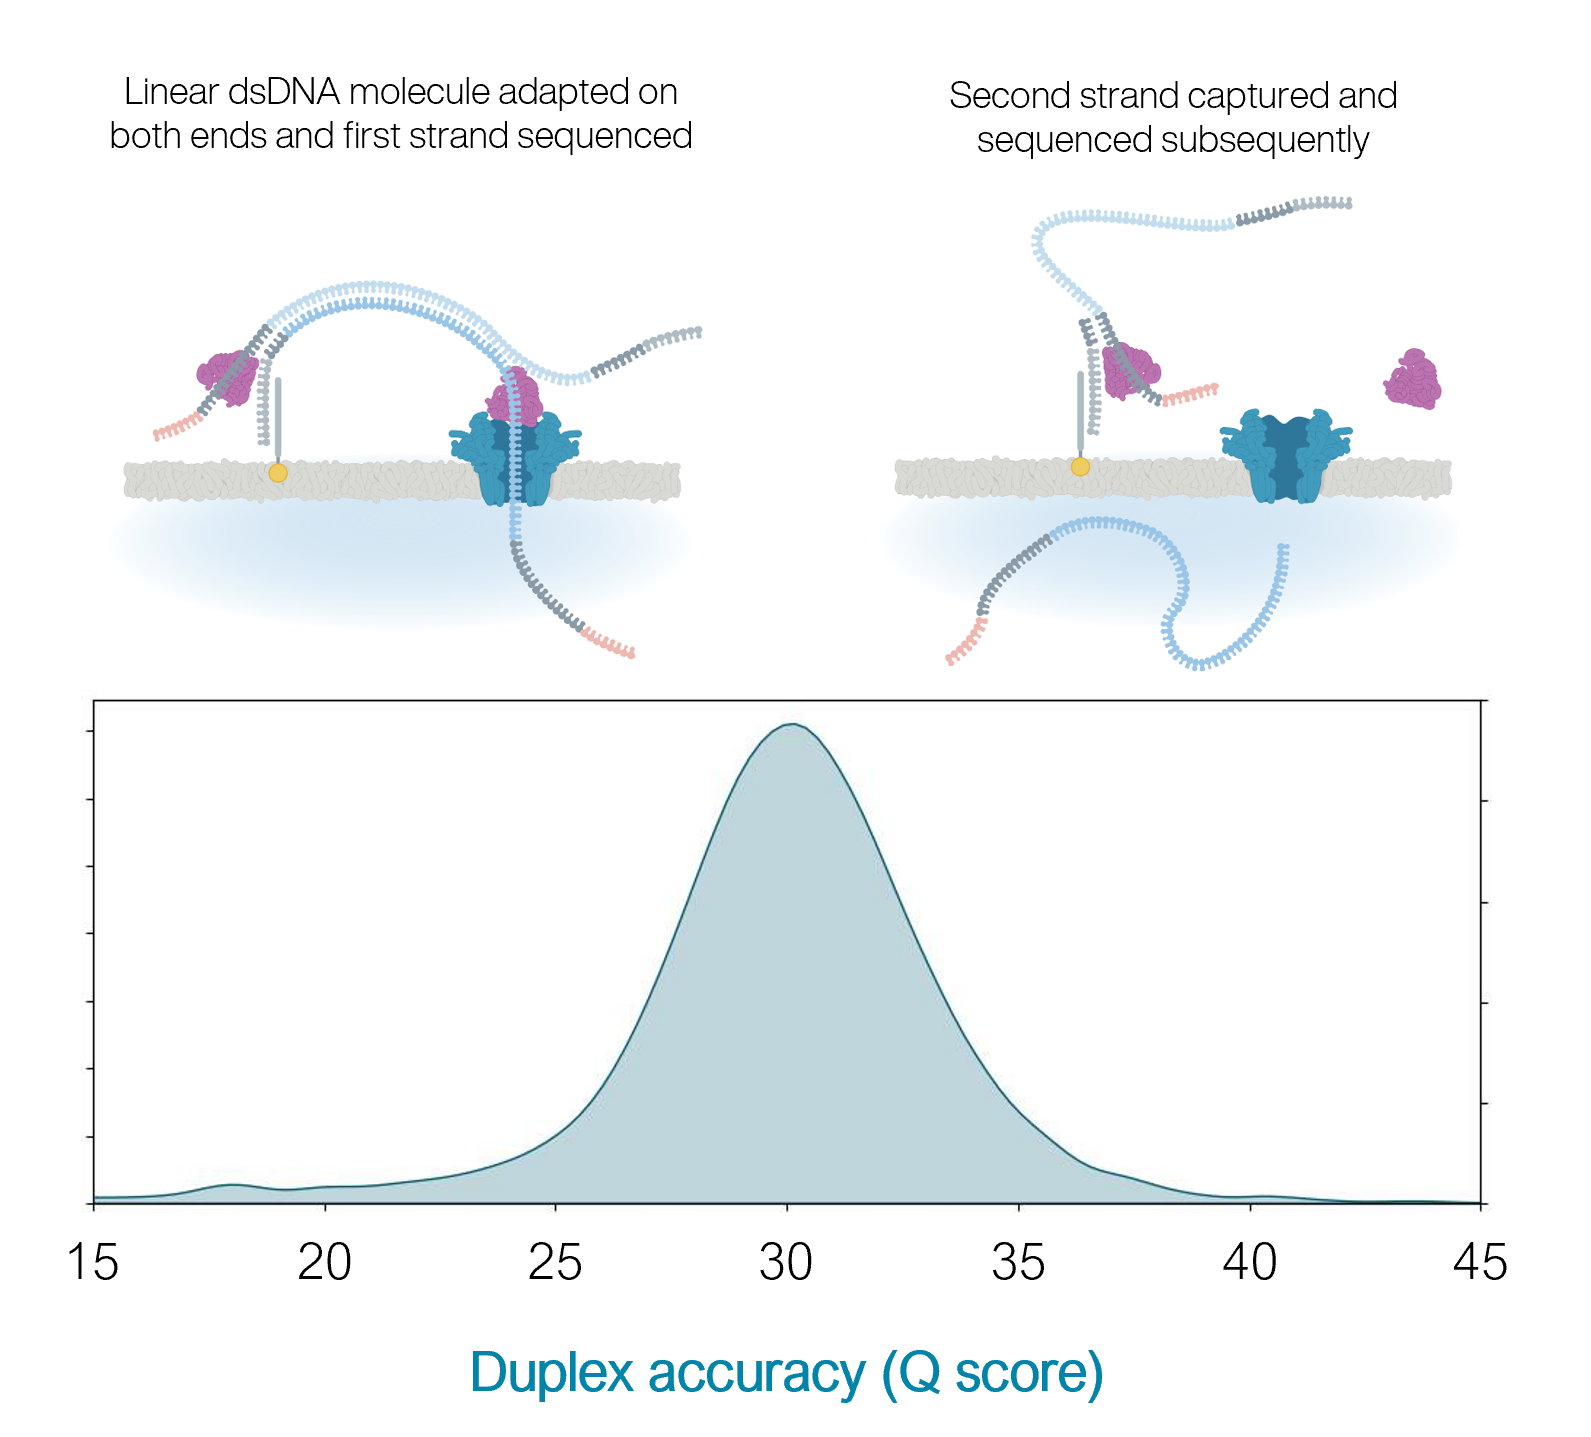 Linear dsDNA molecule adapted on
both ends and first strand sequenced
Second strand captured and
sequenced subsequently
15 20 25 30 35 40 45
Duplex accuracy (Q score)